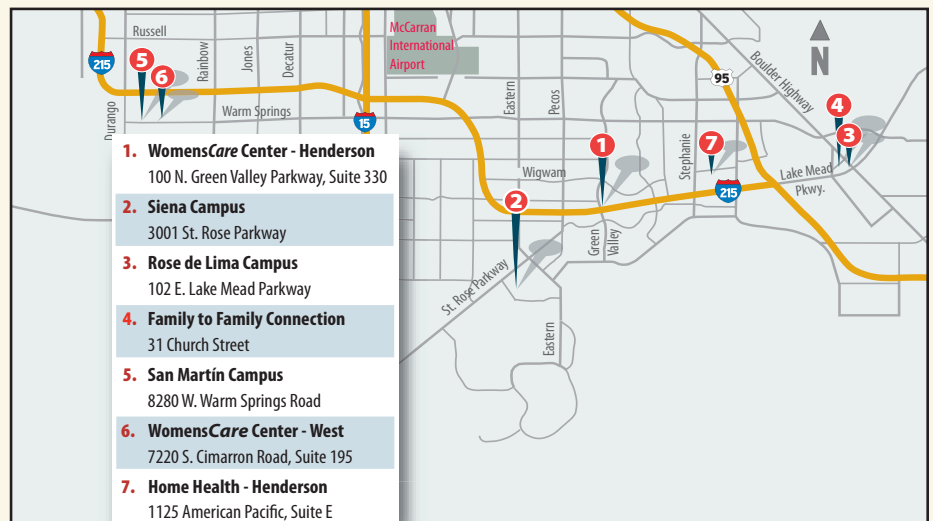 Russell
McCarran
International
Airport
215
5
6
Durango
Rainbow
Jones
Decatur
Warm Springs
15
Eastern
Pecos
95
Boulder Highway
N
4
3
1
7
Stephanie
Wigwam
Lake Mead
Pkwy.
215
2
Green
Valley
St. Rose Parkway
Eastern
1. WomensCare Center - Henderson
100 N. Green Valley Parkway, Suite 330
2. Siena Campus
3001 St. Rose Parkway
3. Rose de Lima Campus
102 E. Lake Mead Parkway
4. Family to Family Connection
31 Church Street
5. San Martín Campus
8280 W. Warm Springs Road
6. WomensCare Center - West
7220 S. Cimarron Road, Suite 195
7. Home Health - Henderson
1125 American Pacific, Suite E